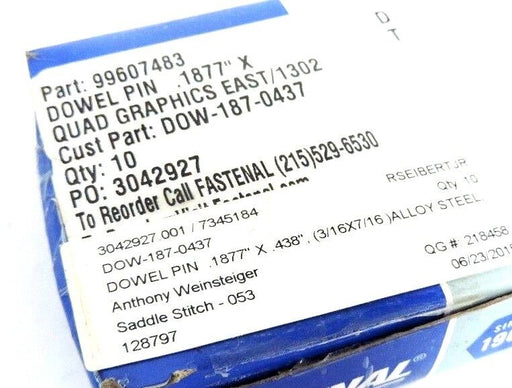 Part: 99607483
DOWEL PIN .1877" X
QUAD GRAPHICS EAST/1302
Cust Part: DOW-187-0437
Qty: 10
PO: 3042927
To Reorder Call FASTENAL (215)529-6530
D
T
RSEIBERTJR
3042927.001 / 7345184
Qty 10
DOW-187-0437
DOWEL PIN .1877" X .438", (3/16X7/16 )ALLOY STEEL,
Anthony Weinsteiger
QG #: 218458
Saddle Stitch - 053
128797
®